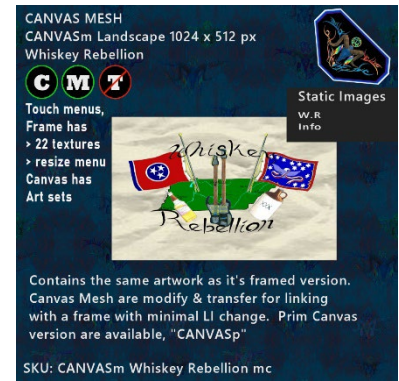 CANVAS MESH
CANVASm Landscape 1024 x 512 px
Whiskey Rebellion
C M T
Touch menus,
Frame has
> 22 textures
> resize menu
Canvas has
Art sets
Static Images
W.R
Info
Whiskey
Rebellion
Contains the same artwork as it's framed version.
Canvas Mesh are modify & transfer for linking
with a frame with minimal LI change. Prim Canvas
version are available, "CANVASp"
SKU: CANVASm Whiskey Rebellion mc